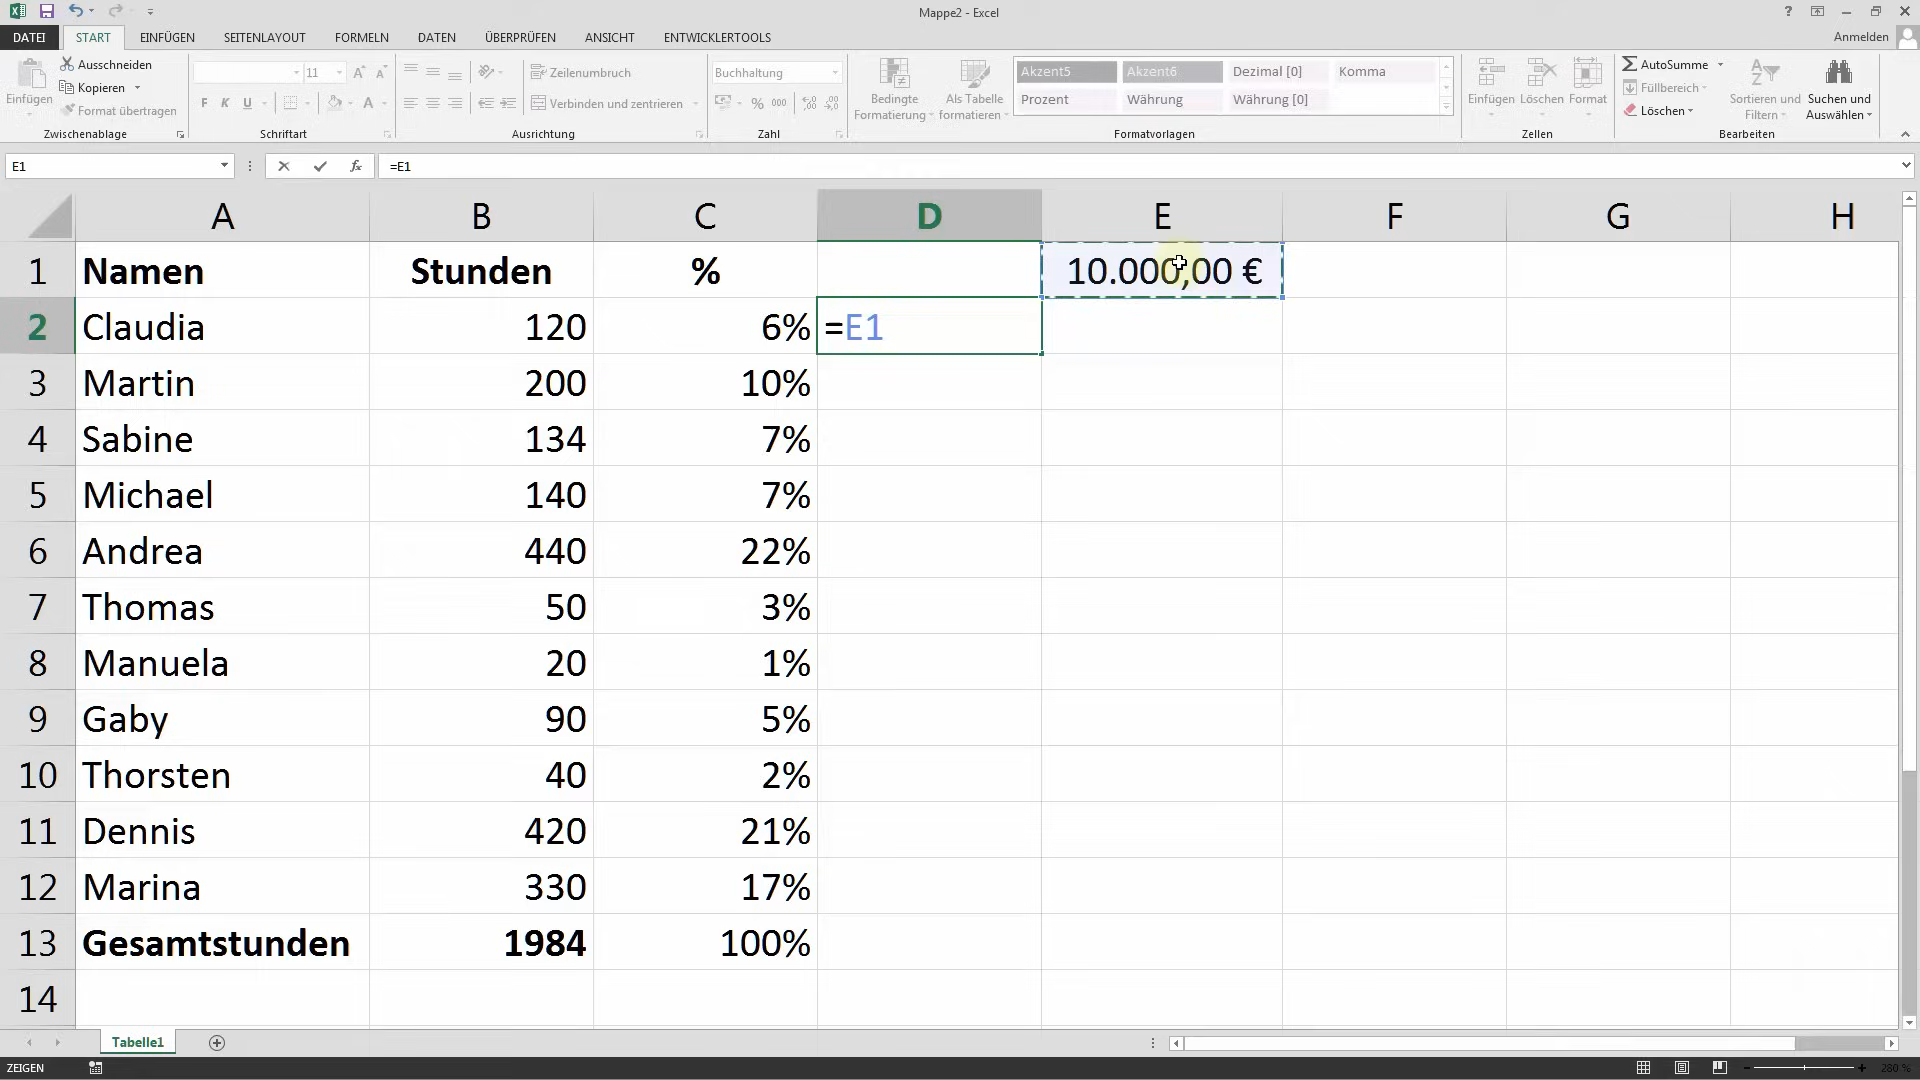 Mappe2 - Excel
?
DATEI START EINFÜGEN SEITENLAYOUT FORMELN DATEN ÜBERPRÜFEN ANSICHT ENTWICKLERTOOLS Anmelden
Einfügen
Ausschneiden
Kopieren
Format übertragen
Zwischenablage
11 A A
F K U A
Schriftart
Zeilenumbruch
Verbinden und zentrieren
Ausrichtung
Buchhaltung
% 000
Zahl
Bedingte Formatierung
Als Tabelle formatieren
Akzent5 Akzent6 Dezimal [0] Komma
Prozent Währung Währung [0]
Formatvorlagen
Einfügen Löschen Format
Zellen
AutoSumme
Füllbereich
Löschen
Sortieren und Filtern
Suchen und Auswählen
Bearbeiten
E1 fx =E1
A B C D E F G H
1 Namen Stunden % 10.000,00 €
2 Claudia 120 6% =E1
3 Martin 200 10%
4 Sabine 134 7%
5 Michael 140 7%
6 Andrea 440 22%
7 Thomas 50 3%
8 Manuela 20 1%
9 Gaby 90 5%
10 Thorsten 40 2%
11 Dennis 420 21%
12 Marina 330 17%
13 Gesamtstunden 1984 100%
14
Tabelle1
ZEIGEN 280 %